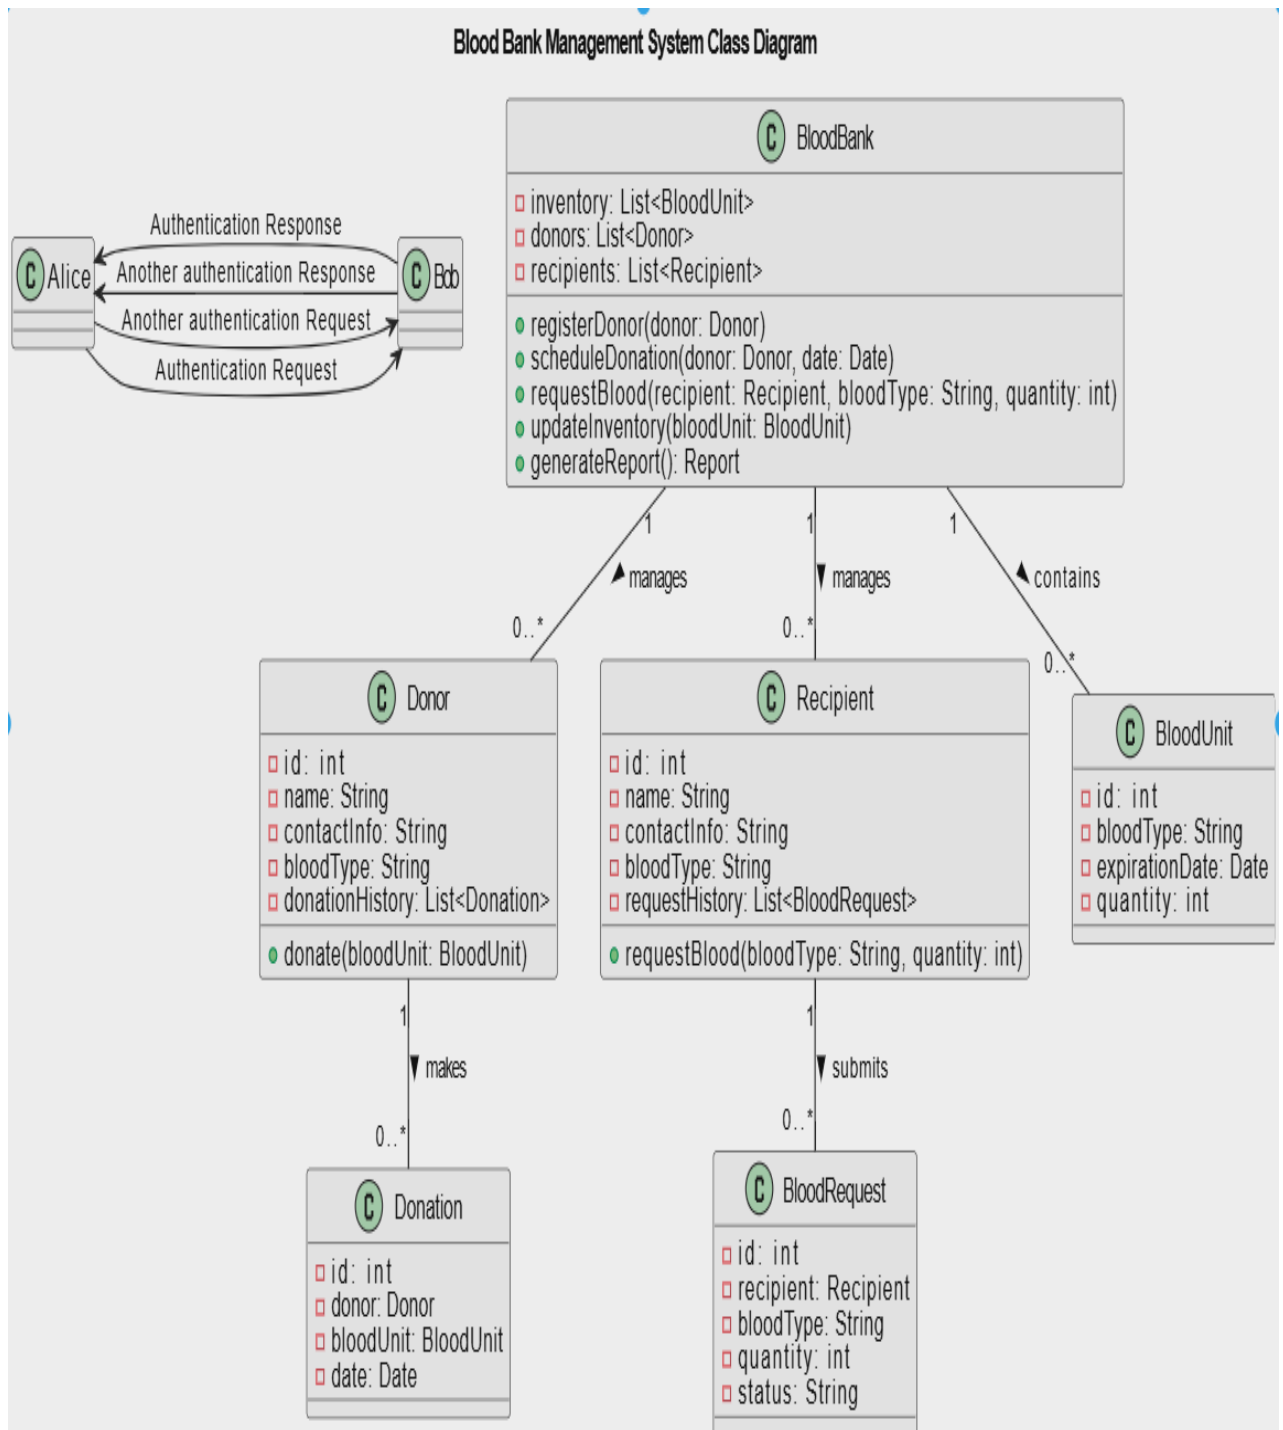 Blood Bank Management System Class Diagram
Authentication Response
Another authentication Response
Another authentication Request
Authentication Request
C Alice
C Bob
C BloodBank
inventory: List<BloodUnit>
donors: List<Donor>
recipients: List<Recipient>
registerDonor(donor: Donor)
scheduleDonation(donor: Donor, date: Date)
requestBlood(recipient: Recipient, bloodType: String, quantity: int)
updateInventory(bloodUnit: BloodUnit)
generateReport(): Report
1
manages
0..*
1
manages
0..*
1
contains
0..*
C Donor
id: int
name: String
contactInfo: String
bloodType: String
donationHistory: List<Donation>
donate(bloodUnit: BloodUnit)
C Recipient
id: int
name: String
contactInfo: String
bloodType: String
requestHistory: List<BloodRequest>
requestBlood(bloodType: String, quantity: int)
C BloodUnit
id: int
bloodType: String
expirationDate: Date
quantity: int
1
makes
0..*
1
submits
0..*
C Donation
id: int
donor: Donor
bloodUnit: BloodUnit
date: Date
C BloodRequest
id: int
recipient: Recipient
bloodType: String
quantity: int
status: String